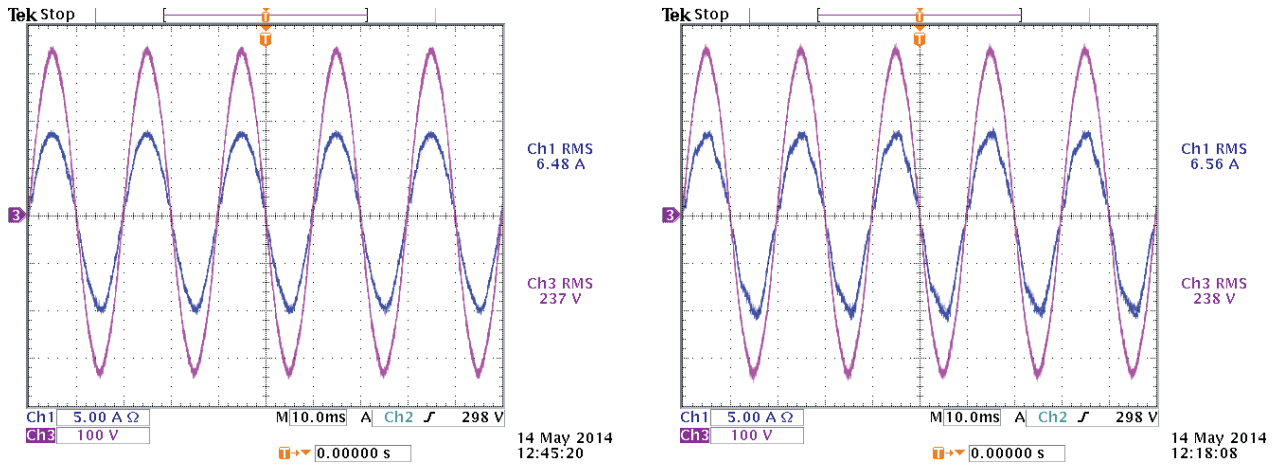 Tek Stop
T
T
Ch1 RMS
6.48 A
3
Ch3 RMS
237 V
Ch1 5.00 A Ω M 10.0ms A Ch2 298 V
Ch3 100 V
14 May 2014
T 0.00000 s 12:45:20
Tek Stop
T
T
Ch1 RMS
6.56 A
3
Ch3 RMS
238 V
Ch1 5.00 A Ω M 10.0ms A Ch2 298 V
Ch3 100 V
14 May 2014
T 0.00000 s 12:18:08